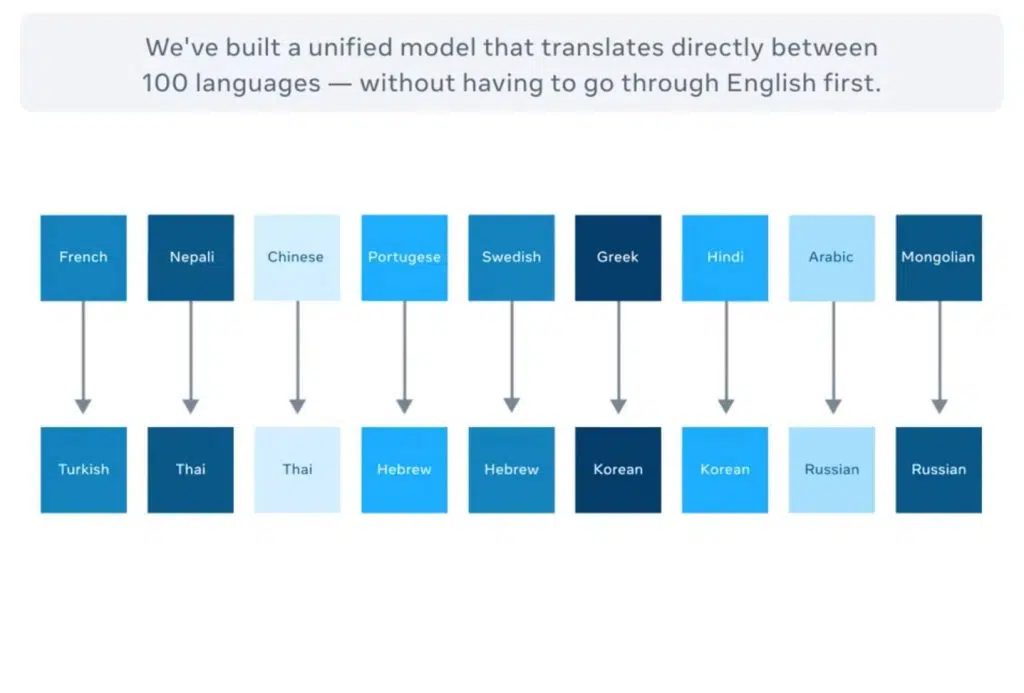 We've built a unified model that translates directly between
100 languages — without having to go through English first.
French Nepali Chinese Portugese Swedish Greek Hindi Arabic Mongolian
Turkish Thai Thai Hebrew Hebrew Korean Korean Russian Russian